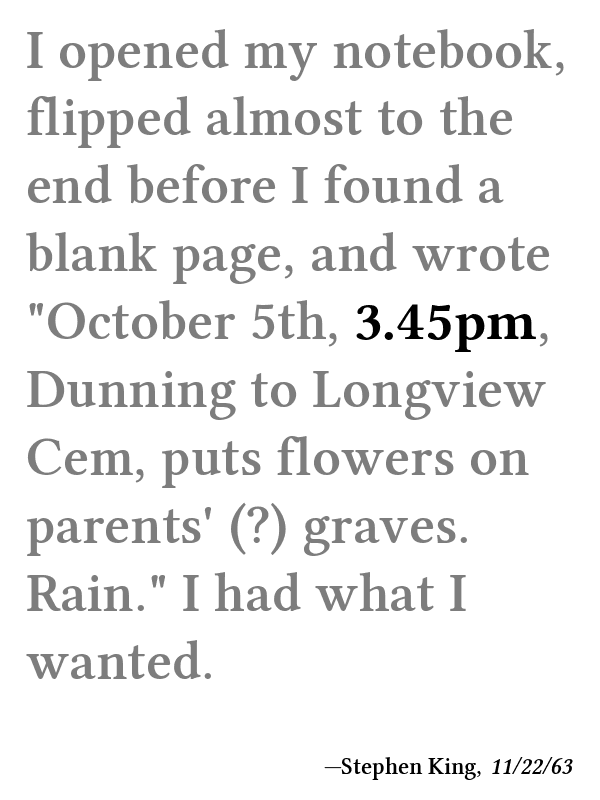 I opened my notebook,
flipped almost to the
end before I found a
blank page, and wrote
"October 5th, 3.45pm,
Dunning to Longview
Cem, puts flowers on
parents' (?) graves.
Rain." I had what I
wanted.
—Stephen King, 11/22/63